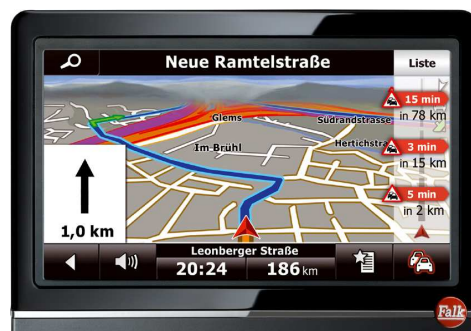 Neue Ramtelstraße
Liste
15 min
in 78 km
Glems
Südrandstrasse
Im-Brühl
Hertichstra
3 min
in 15 km
5 min
in 2 km
1,0 km
Leonberger Straße
20:24
186 km
Falk